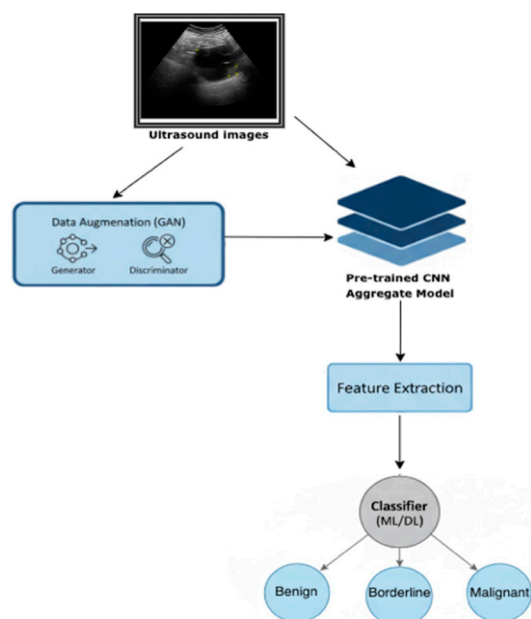 Ultrasound images
Data Augmenation (GAN)
Generator
Discriminator
Pre-trained CNN
Aggregate Model
Feature Extraction
Classifier
(ML/DL)
Benign
Borderline
Malignant